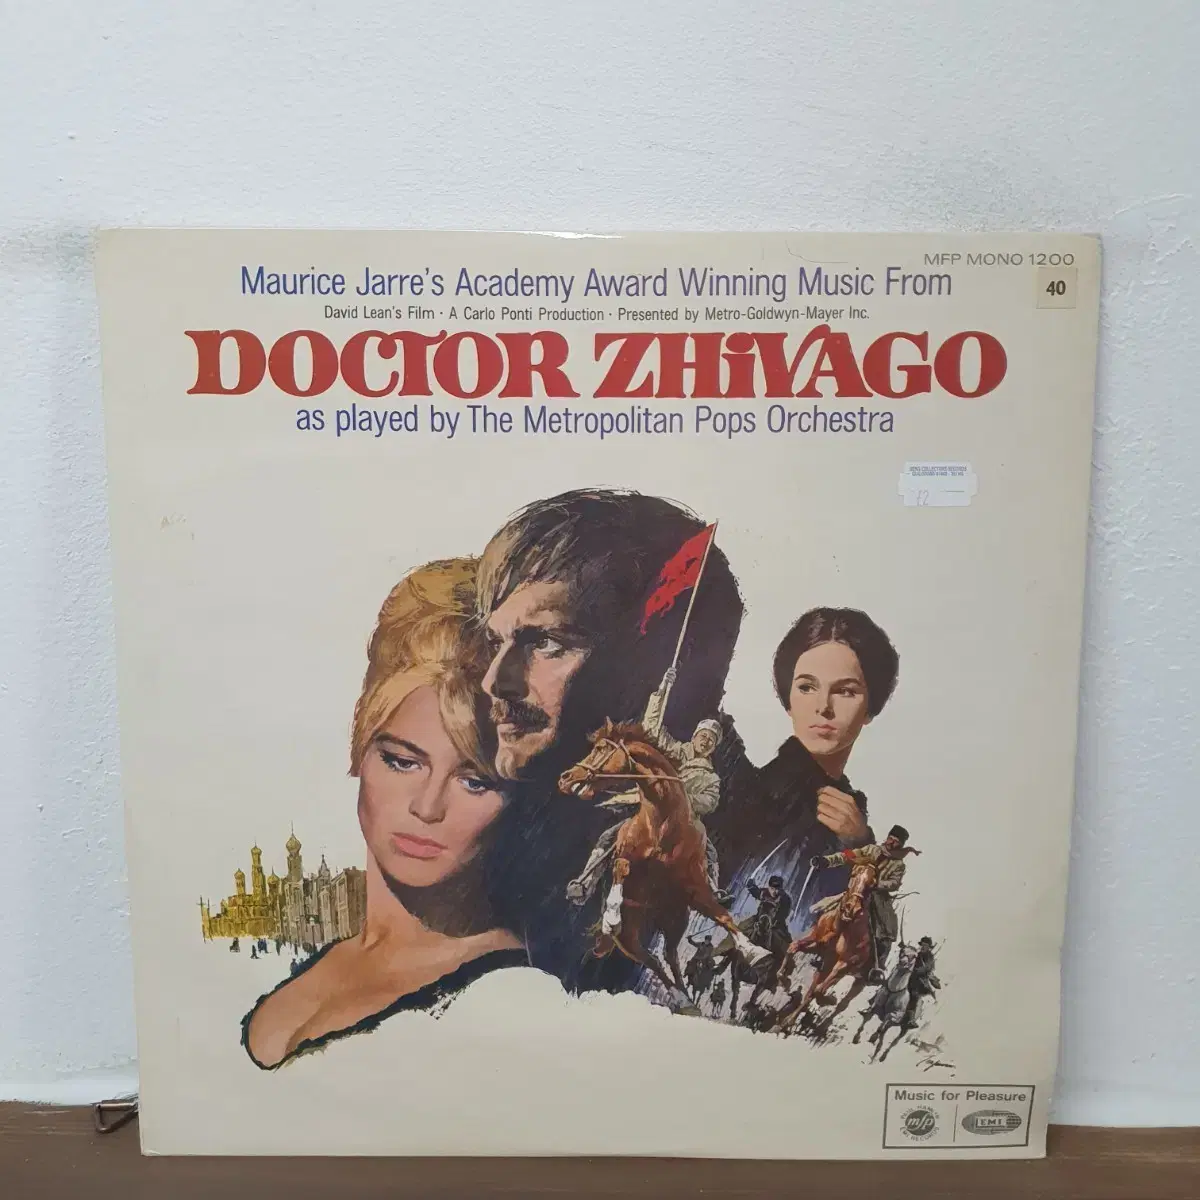 MFP MONO 1200
40
Maurice Jarre's Academy Award Winning Music From
David Lean's Film · A Carlo Ponti Production · Presented by Metro-Goldwyn-Mayer Inc.
DOCTOR ZHiVAGO
as played by The Metropolitan Pops Orchestra
£2
Music for Pleasure
mfp
EMI